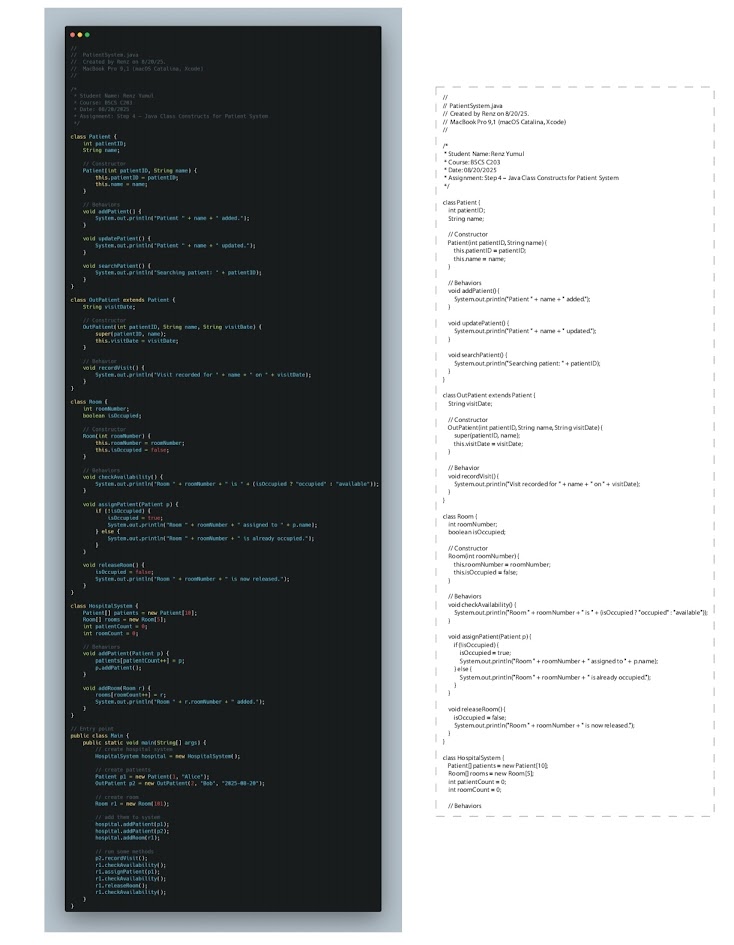 //
//  PatientSystem.java
//  Created by Renz on 8/20/25.
//  MacBook Pro 9,1 (macOS Catalina, Xcode)
//
/*
 * Student Name: Renz Yumul
 * Course: BSCS C203
 * Date: 08/20/2025
 * Assignment: Step 4 – Java Class Constructs for Patient System
 */
class Patient {
    int patientID;
    String name;
    // Constructor
    Patient(int patientID, String name) {
        this.patientID = patientID;
        this.name = name;
    }
    // Behaviors
    void addPatient() {
        System.out.println("Patient " + name + " added.");
    }
    void updatePatient() {
        System.out.println("Patient " + name + " updated.");
    }
    void searchPatient() {
        System.out.println("Searching patient: " + patientID);
    }
}
class OutPatient extends Patient {
    String visitDate;
    // Constructor
    OutPatient(int patientID, String name, String visitDate) {
        super(patientID, name);
        this.visitDate = visitDate;
    }
    // Behavior
    void recordVisit() {
        System.out.println("Visit recorded for " + name + " on " + visitDate);
    }
}
class Room {
    int roomNumber;
    boolean isOccupied;
    // Constructor
    Room(int roomNumber) {
        this.roomNumber = roomNumber;
        this.isOccupied = false;
    }
    // Behaviors
    void checkAvailability() {
        System.out.println("Room " + roomNumber + " is " + (isOccupied ? "occupied" : "available"));
    }
    void assignPatient(Patient p) {
        if (!isOccupied) {
            isOccupied = true;
            System.out.println("Room " + roomNumber + " assigned to " + p.name);
        } else {
            System.out.println("Room " + roomNumber + " is already occupied.");
        }
    }
    void releaseRoom() {
        isOccupied = false;
        System.out.println("Room " + roomNumber + " is now released.");
    }
}
class HospitalSystem {
    Patient[] patients = new Patient[10];
    Room[] rooms = new Room[5];
    int patientCount = 0;
    int roomCount = 0;
    // Behaviors
    void addPatient(Patient p) {
        patients[patientCount++] = p;
        p.addPatient();
    }
    void addRoom(Room r) {
        rooms[roomCount++] = r;
        System.out.println("Room " + r.roomNumber + " added.");
    }
}
// Entry point
public class Main {
    public static void main(String[] args) {
        // create hospital system
        HospitalSystem hospital = new HospitalSystem();
        // create patients
        Patient p1 = new Patient(1, "Alice");
        OutPatient p2 = new OutPatient(2, "Bob", "2025-08-20");
        // create room
        Room r1 = new Room(101);
        // add them to system
        hospital.addPatient(p1);
        hospital.addPatient(p2);
        hospital.addRoom(r1);
        // run some methods
        p2.recordVisit();
        r1.checkAvailability();
        r1.assignPatient(p1);
        r1.checkAvailability();
        r1.releaseRoom();
        r1.checkAvailability();
    }
}
//
//  PatientSystem.java
//  Created by Renz on 8/20/25.
//  MacBook Pro 9,1 (macOS Catalina, Xcode)
//
/*
 * Student Name: Renz Yumul
 * Course: BSCS C203
 * Date: 08/20/2025
 * Assignment: Step 4 – Java Class Constructs for Patient System
 */
class Patient {
  int patientID;
  String name;
  // Constructor
  Patient(int patientID, String name) {
    this.patientID = patientID;
    this.name = name;
  }
  // Behaviors
  void addPatient() {
    System.out.println("Patient " + name + " added.");
  }
  void updatePatient() {
    System.out.println("Patient " + name + " updated.");
  }
  void searchPatient() {
    System.out.println("Searching patient: " + patientID);
  }
}
class OutPatient extends Patient {
  String visitDate;
  // Constructor
  OutPatient(int patientID, String name, String visitDate) {
    super(patientID, name);
    this.visitDate = visitDate;
  }
  // Behavior
  void recordVisit() {
    System.out.println("Visit recorded for " + name + " on " + visitDate);
  }
}
class Room {
  int roomNumber;
  boolean isOccupied;
  // Constructor
  Room(int roomNumber) {
    this.roomNumber = roomNumber;
    this.isOccupied = false;
  }
  // Behaviors
  void checkAvailability() {
    System.out.println("Room " + roomNumber + " is " + (isOccupied ? "occupied" : "available"));
  }
  void assignPatient(Patient p) {
    if (!isOccupied) {
      isOccupied = true;
      System.out.println("Room " + roomNumber + " assigned to " + p.name);
    } else {
      System.out.println("Room " + roomNumber + " is already occupied.");
    }
  }
  void releaseRoom() {
    isOccupied = false;
    System.out.println("Room " + roomNumber + " is now released.");
  }
}
class HospitalSystem {
  Patient[] patients = new Patient[10];
  Room[] rooms = new Room[5];
  int patientCount = 0;
  int roomCount = 0;
  // Behaviors